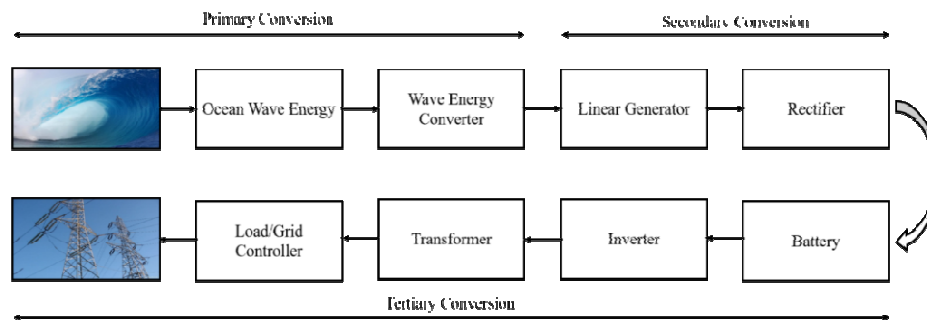 Primary Conversion
Secondary Conversion
Ocean Wave Energy
Wave Energy
Converter
Linear Generator
Rectifier
Load/Grid
Controller
Transformer
Inverter
Battery
Tertiary Conversion